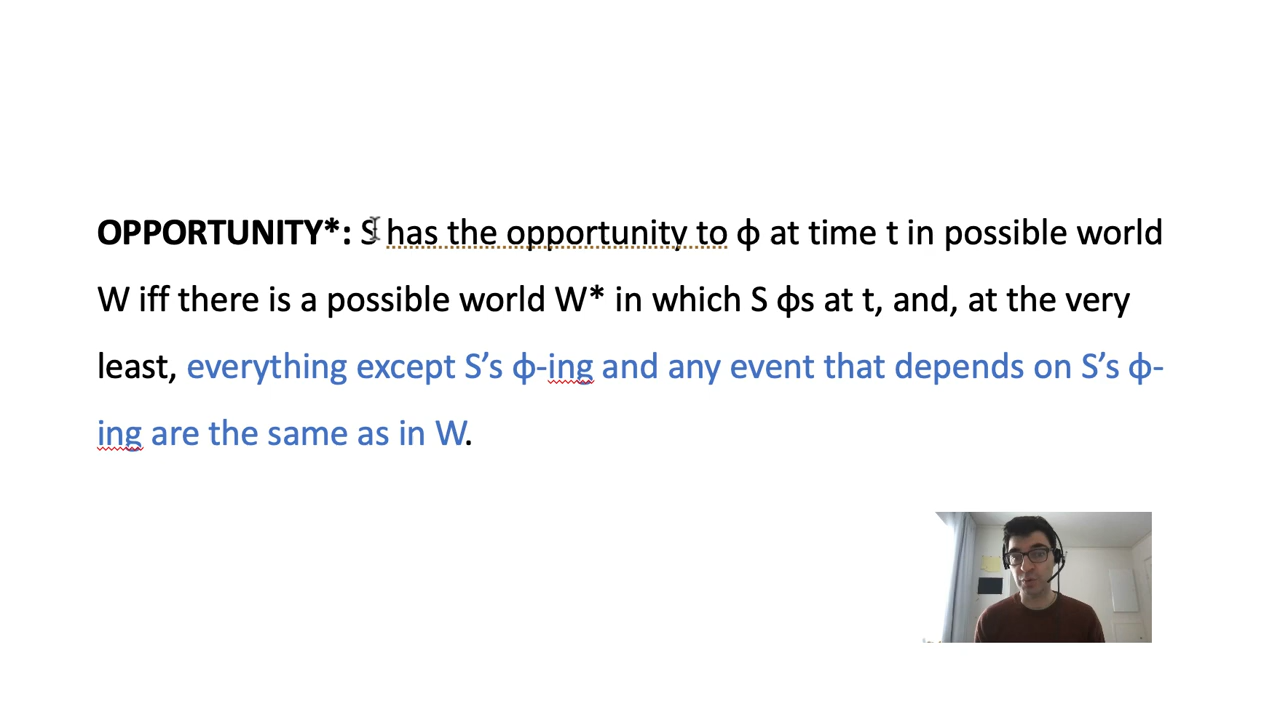 OPPORTUNITY*: S has the opportunity to ϕ at time t in possible world
W iff there is a possible world W* in which S ϕs at t, and, at the very
least, everything except S’s ϕ-ing and any event that depends on S’s ϕ-
ing are the same as in W.